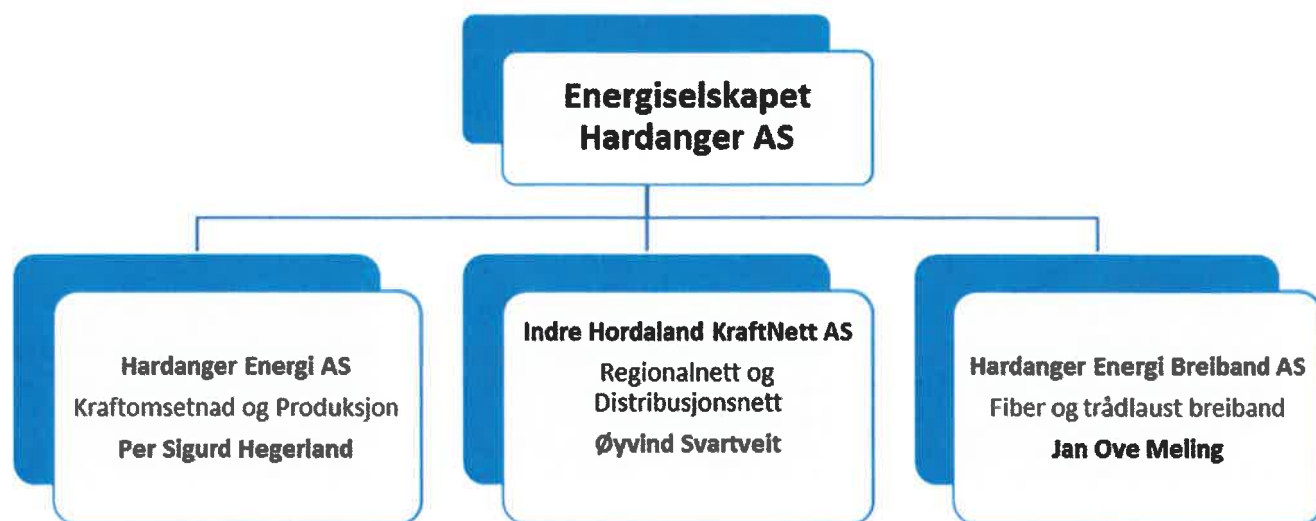 Energiselskapet
Hardanger AS
Hardanger Energi AS
Kraftomsetnad og Produksjon
Per Sigurd Hegerland
Indre Hordaland KraftNett AS
Regionalnett og
Distribusjonsnett
Øyvind Svartveit
Hardanger Energi Breiband AS
Fiber og trådlaust breiband
Jan Ove Meling